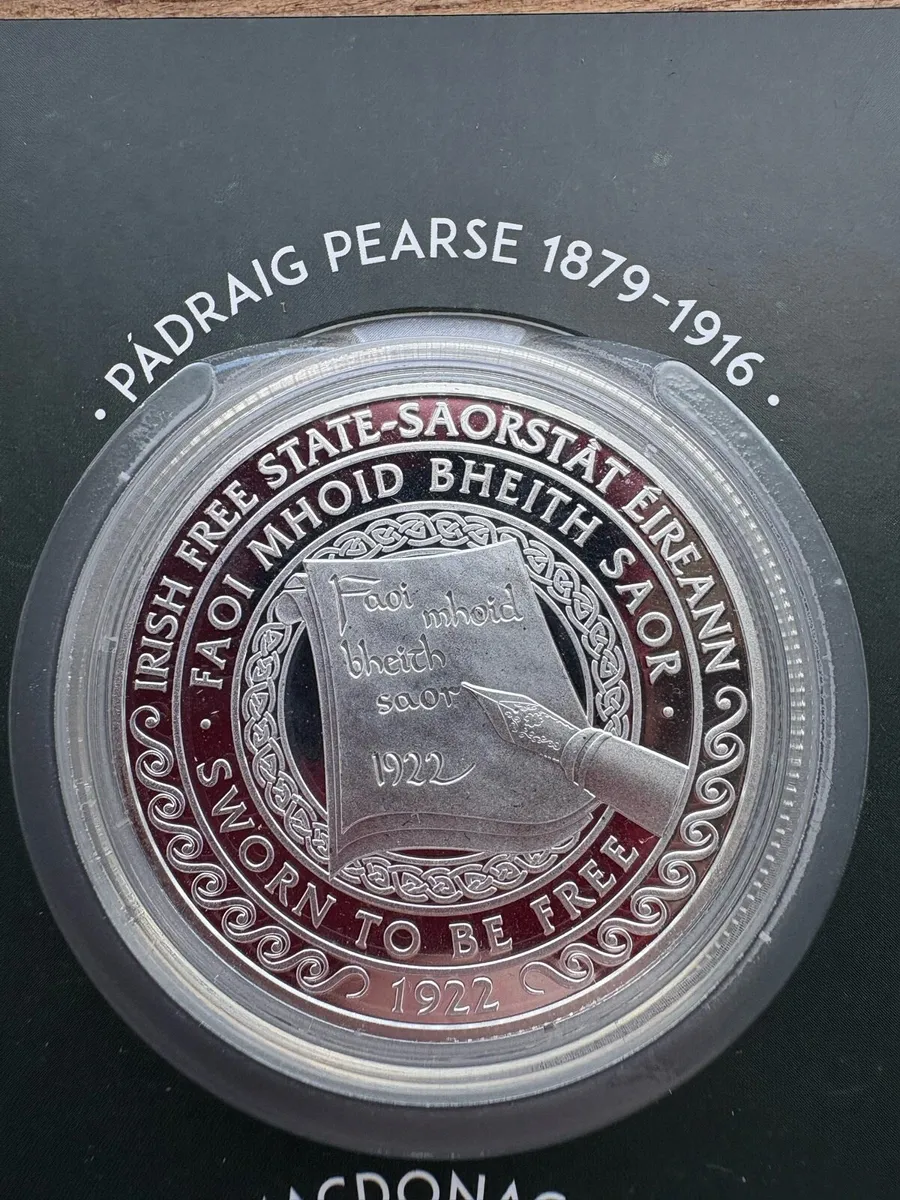 · PÁDRAIG PEARSE 1879-1916 ·
IRISH FREE STATE-SAORSTÁT ÉIREANN
· FAOI MHOID BHEITH SAOR ·
Faoi mhoid
bheith
saor
1922
SWORN TO BE FREE
1922